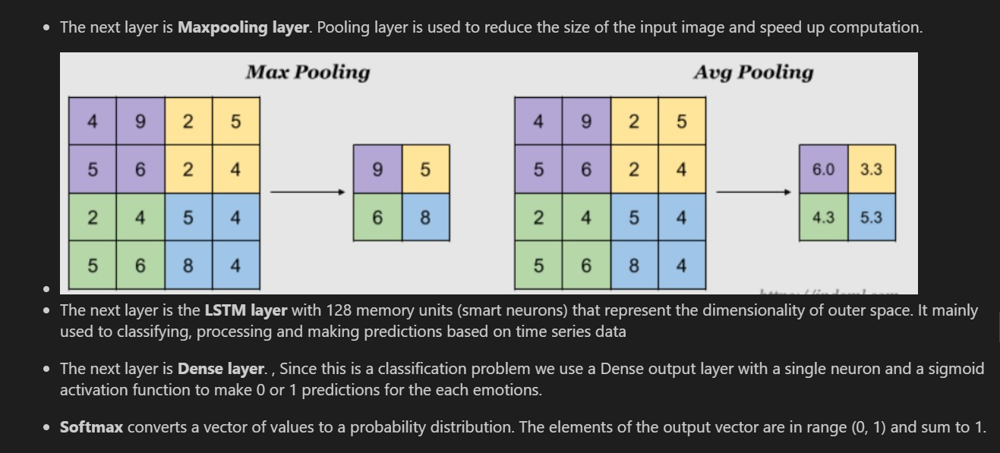 The next layer is Maxpooling layer. Pooling layer is used to reduce the size of the input image and speed up computation.
Max Pooling
Avg Pooling
4 9 2 5
5 6 2 4
2 4 5 4
5 6 8 4
9 5
6 8
4 9 2 5
5 6 2 4
2 4 5 4
5 6 8 4
6.0 3.3
4.3 5.3
The next layer is the LSTM layer with 128 memory units (smart neurons) that represent the dimensionality of outer space. It mainly
used to classifying, processing and making predictions based on time series data
The next layer is Dense layer. , Since this is a classification problem we use a Dense output layer with a single neuron and a sigmoid
activation function to make 0 or 1 predictions for the each emotions.
Softmax converts a vector of values to a probability distribution. The elements of the output vector are in range (0, 1) and sum to 1.